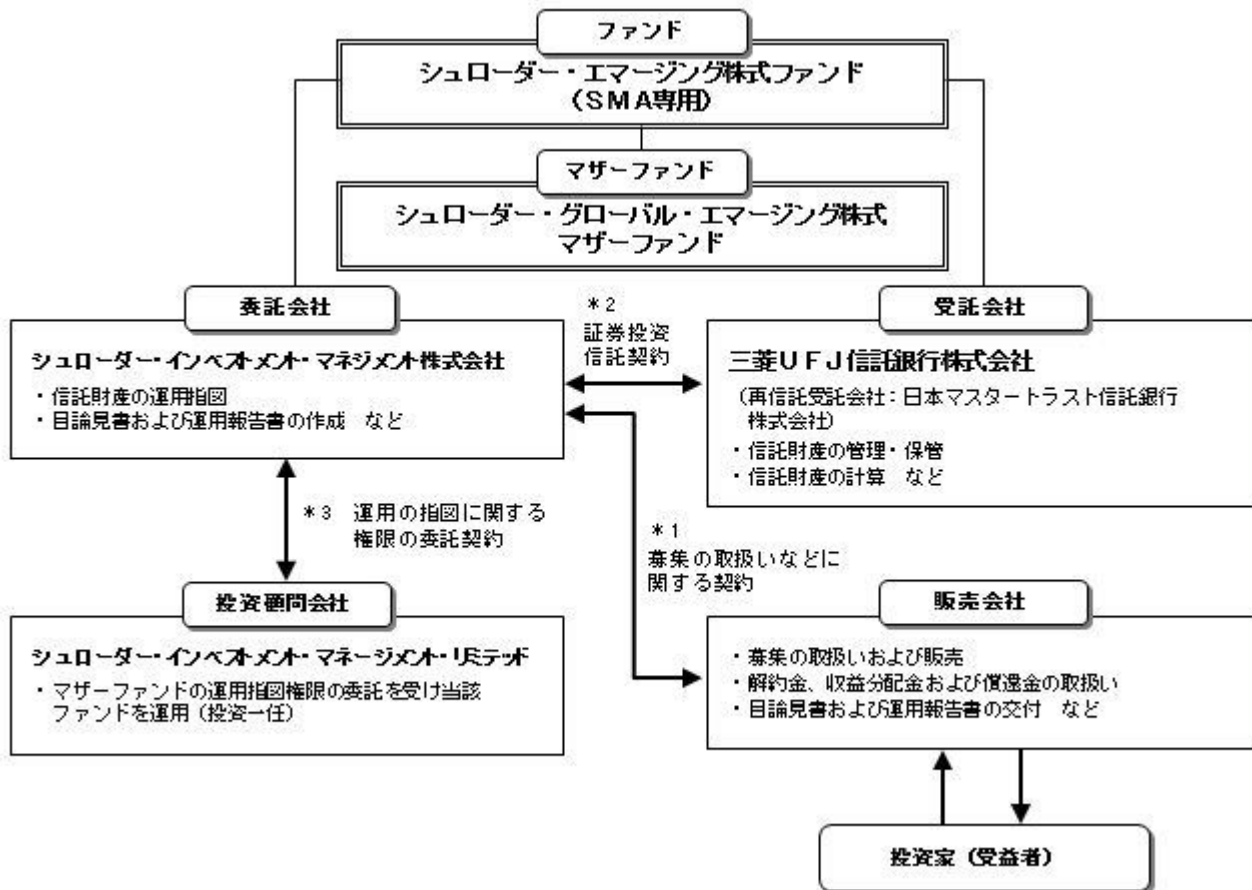 ファンド
シュローダー・エマージング株式ファンド
（ＳＭＡ専用）
マザーファンド
シュローダー・グローバル・エマージング株式
マザーファンド
委託会社
シュローダー・インベストメント・マネジメント株式会社
・信託財産の運用指図
・目論見書および運用報告書の作成　など
＊２
証券投資
信託契約
受託会社
三菱ＵＦＪ信託銀行株式会社
（再信託受託会社：日本マスタートラスト信託銀行
株式会社）
・信託財産の管理・保管
・信託財産の計算　など
＊３　運用の指図に関する
権限の委託契約
＊１
募集の取扱いなどに
関する契約
投資顧問会社
シュローダー・インベストメント・マネージメント・リミテッド
・マザーファンドの運用指図権限の委託を受け当該
ファンドを運用（投資一任）
販売会社
・募集の取扱いおよび販売
・解約金、収益分配金および償還金の取扱い
・目論見書および運用報告書の交付　など
投資家（受益者）